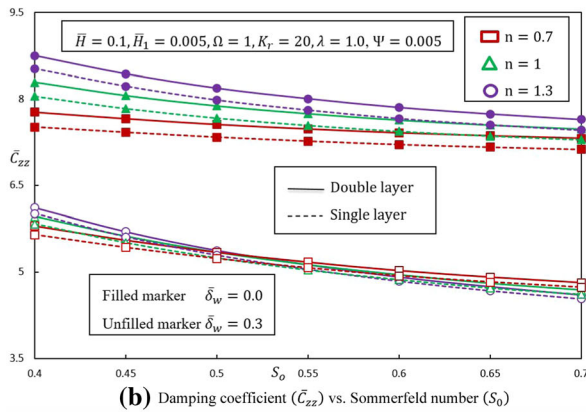 9.5
H̄ = 0.1, H̄₁ = 0.005, Ω = 1, Kᵣ = 20, λ = 1.0, Ψ = 0.005
n = 0.7
n = 1
n = 1.3
8
C̄zz
6.5
Double layer
Single layer
5
Filled marker δ̄w = 0.0
Unfilled marker δ̄w = 0.3
3.5
0.4 0.45 0.5 0.55 0.6 0.65 0.7
Sₒ
(b) Damping coefficient (C̄zz) vs. Sommerfeld number (Sₒ)